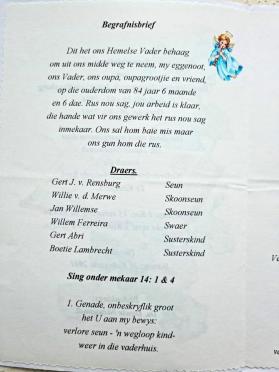 Begrafnisbrief
Dit het ons Hemelse Vader behaag
om uit ons midde weg te neem, my eggenoot,
ons Vader, ons oupa, oupagrootjie en vriend,
op die ouderdom van 84 jaar 6 maande
en 6 dae. Rus nou sag, jou arbeid is klaar,
die hande wat vir ons gewerk het rus nou sag
inmekaar. Ons sal hom baie mis maar
ons gun hom die rus.
Draers.
Gert J. v. Rensburg Seun
Willie v. d. Merwe Skoonseun
Jan Willemse Skoonseun
Willem Ferreira Swaer
Gert Abri Susterskind
Boetie Lambrecht Susterskind
Sing onder mekaar 14: 1 & 4
1. Genade, onbeskryflik groot
het U aan my bewys:
verlore seun - 'n wegloop kind-
weer in die vaderhuis.